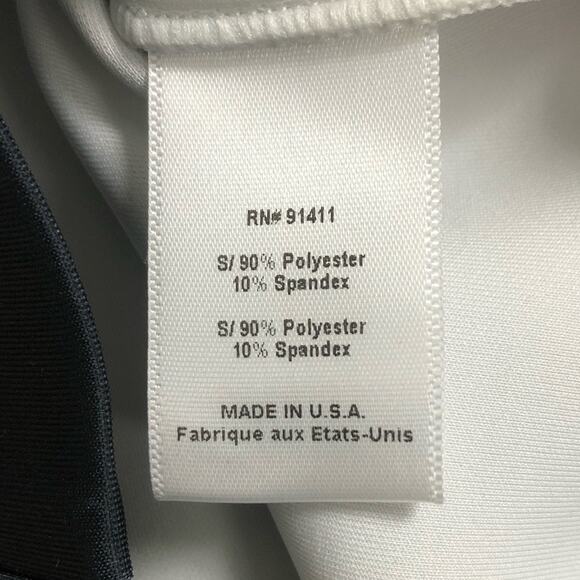 RN# 91411
S/ 90% Polyester
10% Spandex
S/ 90% Polyester
10% Spandex
MADE IN U.S.A.
Fabrique aux Etats-Unis